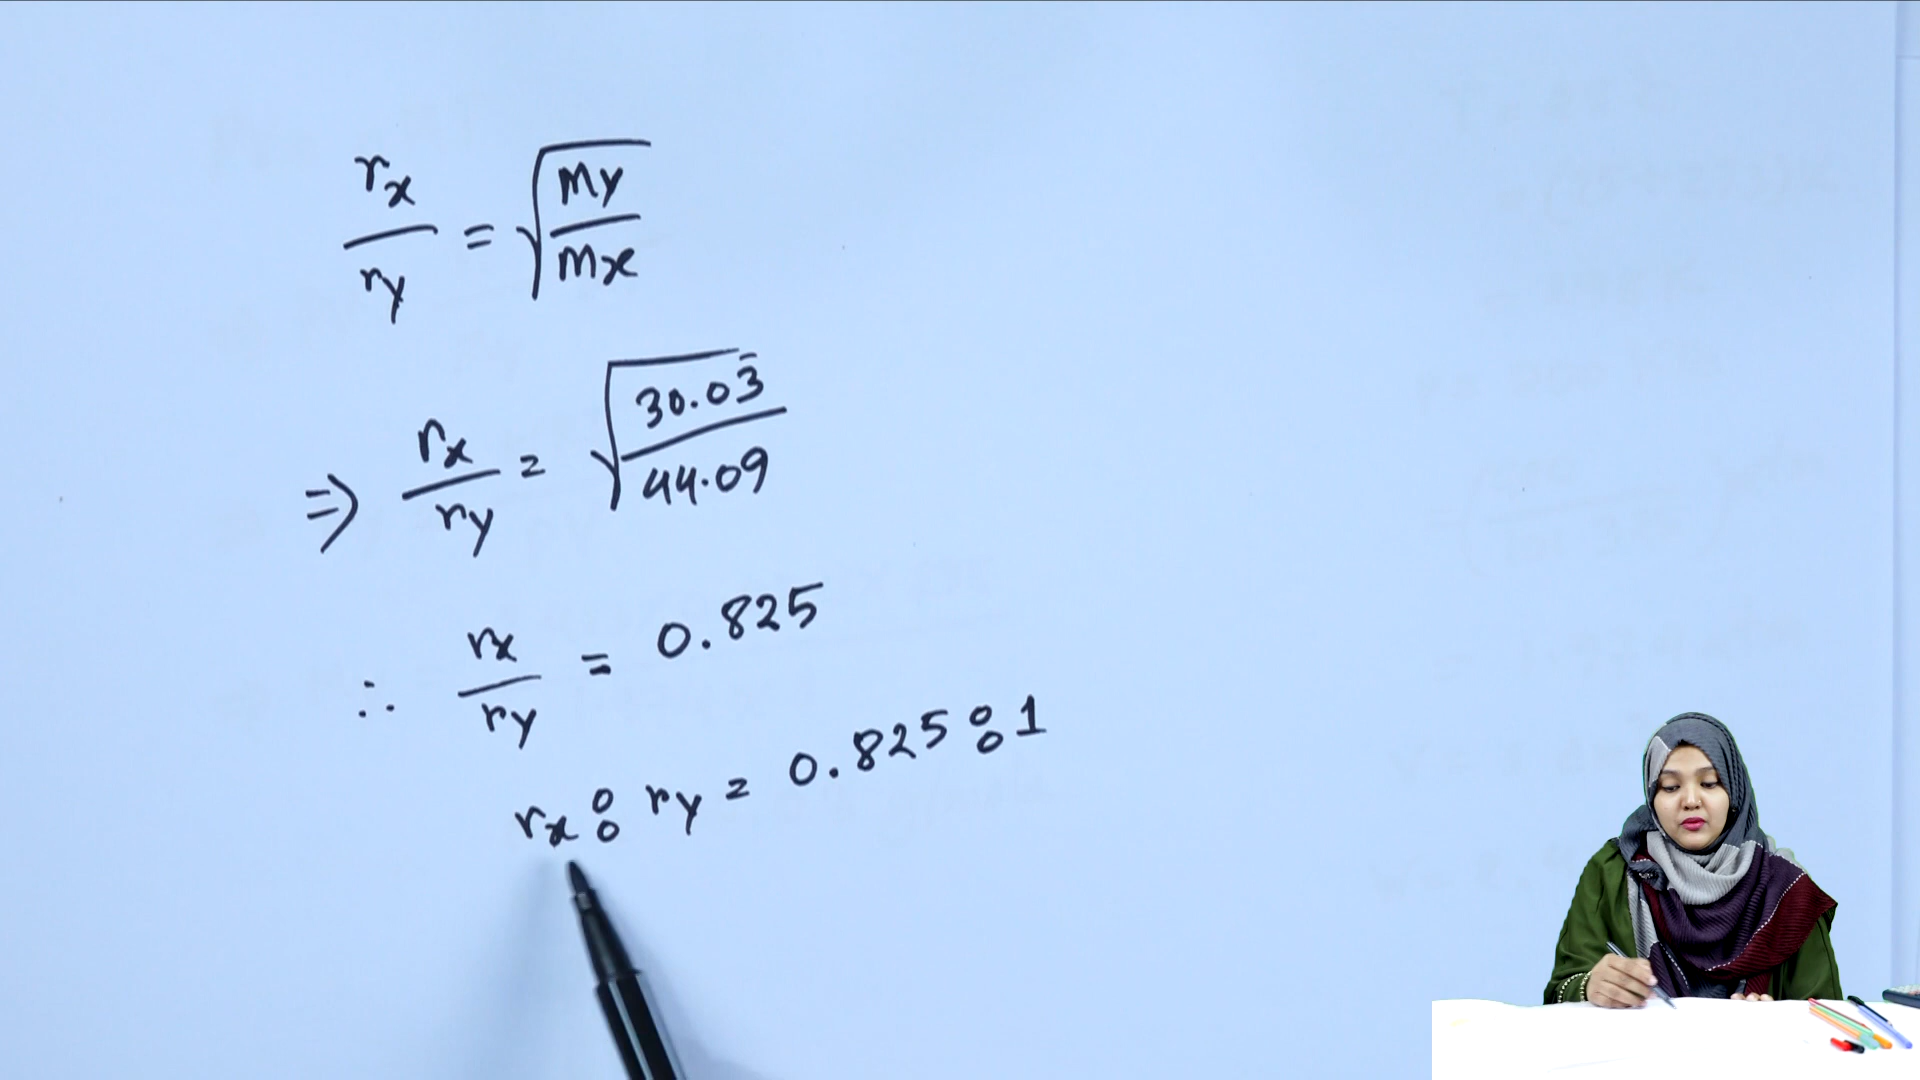 rx/ry = √(My/Mx)
⇒ rx/ry = √(30.03/44.09)
∴ rx/ry = 0.825
rx : ry = 0.825 : 1